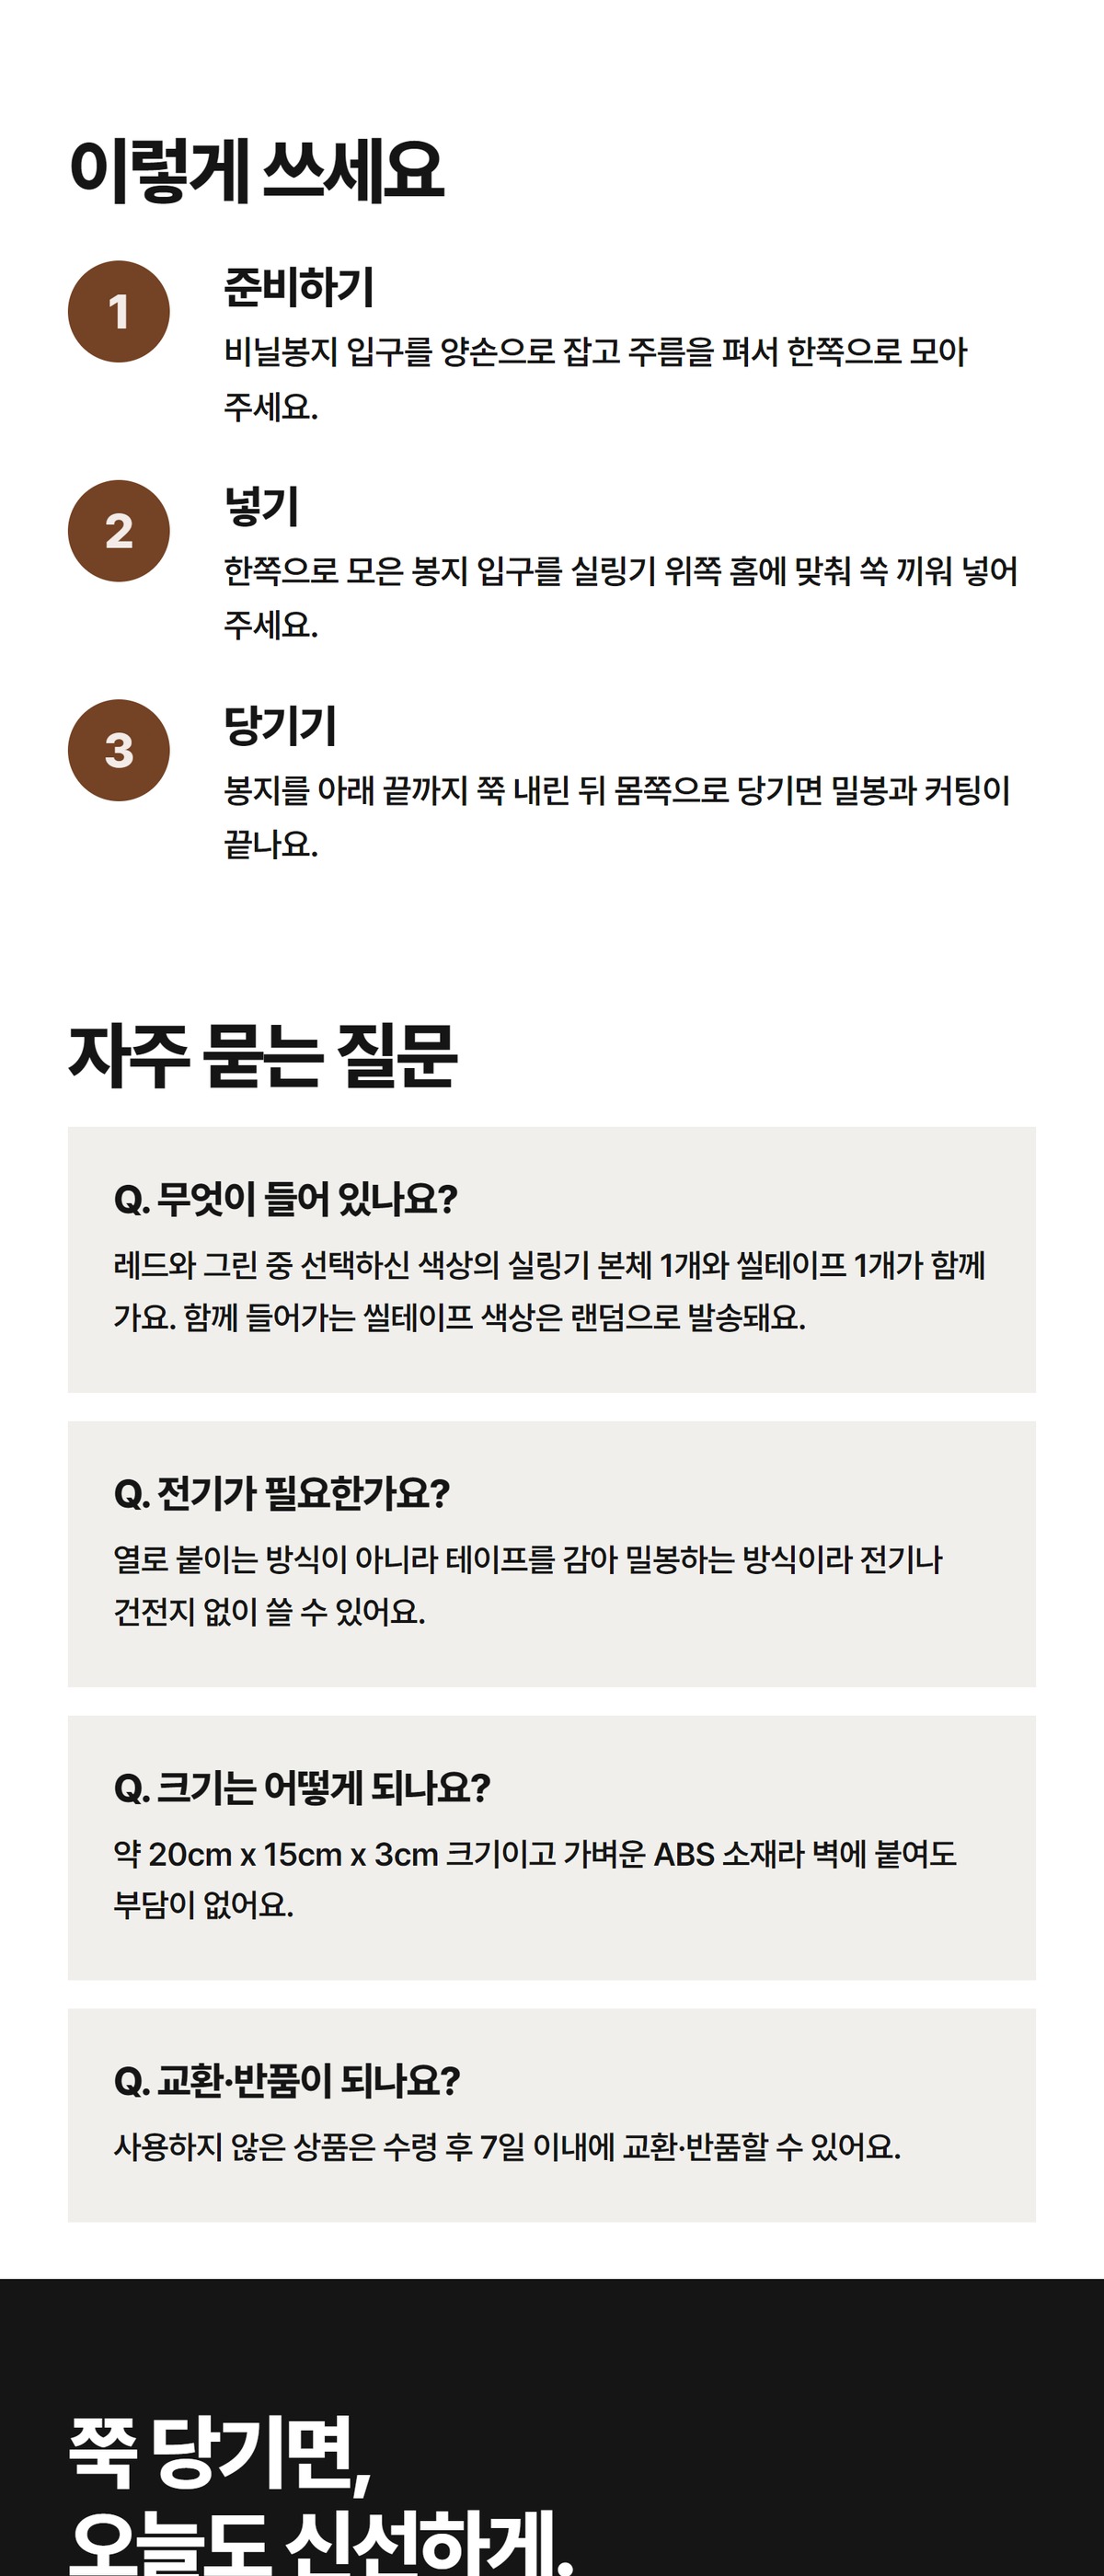 이렇게 쓰세요
1
준비하기
비닐봉지 입구를 양손으로 잡고 주름을 펴서 한쪽으로 모아
주세요.
2
넣기
한쪽으로 모은 봉지 입구를 실링기 위쪽 홈에 맞춰 쏙 끼워 넣어
주세요.
3
당기기
봉지를 아래 끝까지 쭉 내린 뒤 몸쪽으로 당기면 밀봉과 커팅이
끝나요.
자주 묻는 질문
Q. 무엇이 들어 있나요?
레드와 그린 중 선택하신 색상의 실링기 본체 1개와 씰테이프 1개가 함께
가요. 함께 들어가는 씰테이프 색상은 랜덤으로 발송돼요.
Q. 전기가 필요한가요?
열로 붙이는 방식이 아니라 테이프를 감아 밀봉하는 방식이라 전기나
건전지 없이 쓸 수 있어요.
Q. 크기는 어떻게 되나요?
약 20cm x 15cm x 3cm 크기이고 가벼운 ABS 소재라 벽에 붙여도
부담이 없어요.
Q. 교환·반품이 되나요?
사용하지 않은 상품은 수령 후 7일 이내에 교환·반품할 수 있어요.
쭉 당기면,
오늘도 신선하게.